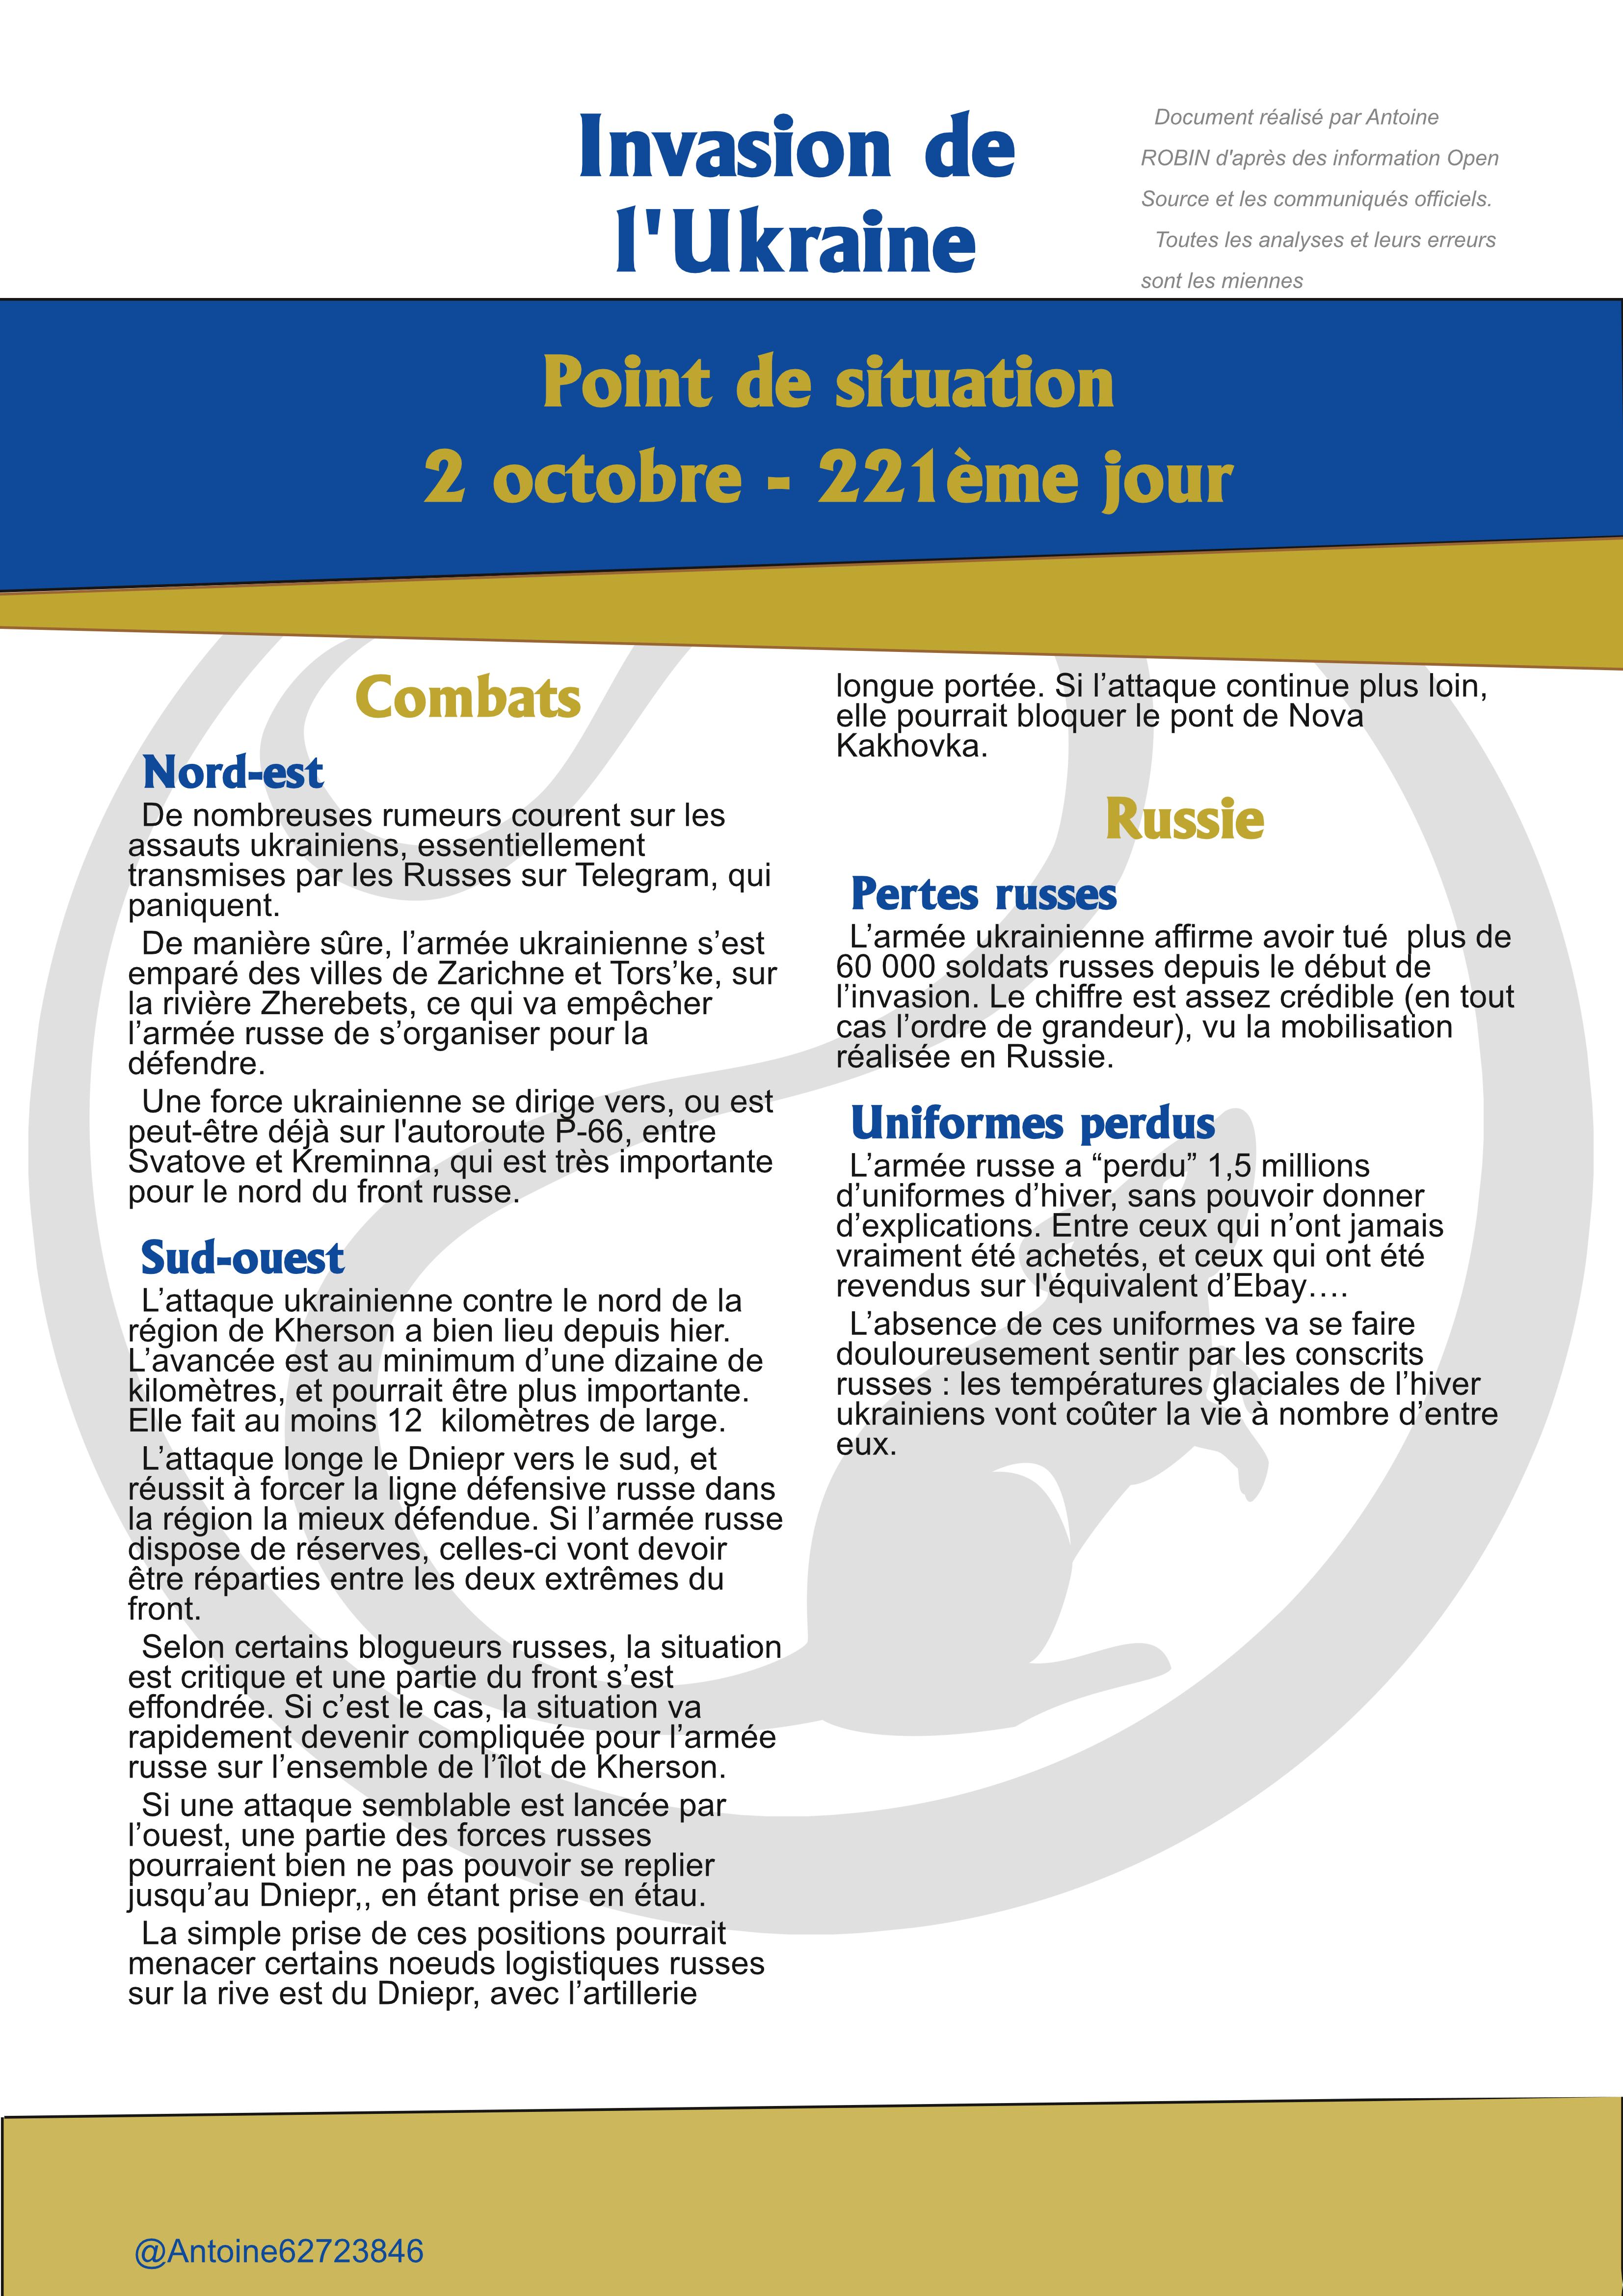 Invasion de
l'Ukraine
Document réalisé par Antoine
ROBIN d'après des information Open
Source et les communiqués officiels.
Toutes les analyses et leurs erreurs
sont les miennes
Point de situation
2 octobre - 221ème jour
Combats
Nord-est
De nombreuses rumeurs courent sur les
assauts ukrainiens, essentiellement
transmises par les Russes sur Telegram, qui
paniquent.
De manière sûre, l’armée ukrainienne s’est
emparé des villes de Zarichne et Tors’ke, sur
la rivière Zherebets, ce qui va empêcher
l’armée russe de s’organiser pour la
défendre.
Une force ukrainienne se dirige vers, ou est
peut-être déjà sur l'autoroute P-66, entre
Svatove et Kreminna, qui est très importante
pour le nord du front russe.
Sud-ouest
L’attaque ukrainienne contre le nord de la
région de Kherson a bien lieu depuis hier.
L’avancée est au minimum d’une dizaine de
kilomètres, et pourrait être plus importante.
Elle fait au moins 12  kilomètres de large.
L’attaque longe le Dniepr vers le sud, et
réussit à forcer la ligne défensive russe dans
la région la mieux défendue. Si l’armée russe
dispose de réserves, celles-ci vont devoir
être réparties entre les deux extrêmes du
front.
Selon certains blogueurs russes, la situation
est critique et une partie du front s’est
effondrée. Si c’est le cas, la situation va
rapidement devenir compliquée pour l’armée
russe sur l’ensemble de l’îlot de Kherson.
Si une attaque semblable est lancée par
l’ouest, une partie des forces russes
pourraient bien ne pas pouvoir se replier
jusqu’au Dniepr,, en étant prise en étau.
La simple prise de ces positions pourrait
menacer certains noeuds logistiques russes
sur la rive est du Dniepr, avec l’artillerie
longue portée. Si l’attaque continue plus loin,
elle pourrait bloquer le pont de Nova
Kakhovka.
Russie
Pertes russes
L’armée ukrainienne affirme avoir tué  plus de
60 000 soldats russes depuis le début de
l’invasion. Le chiffre est assez crédible (en tout
cas l’ordre de grandeur), vu la mobilisation
réalisée en Russie.
Uniformes perdus
L’armée russe a “perdu” 1,5 millions
d’uniformes d’hiver, sans pouvoir donner
d’explications. Entre ceux qui n’ont jamais
vraiment été achetés, et ceux qui ont été
revendus sur l'équivalent d’Ebay….
L’absence de ces uniformes va se faire
douloureusement sentir par les conscrits
russes : les températures glaciales de l’hiver
ukrainiens vont coûter la vie à nombre d’entre
eux.
@Antoine62723846